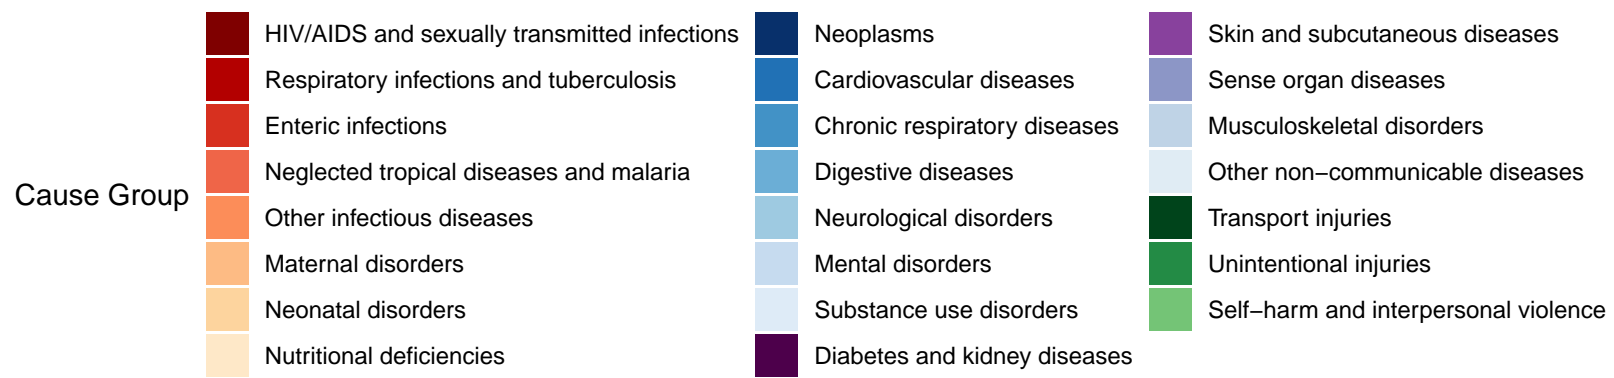 Cause Group
HIV/AIDS and sexually transmitted infections
Respiratory infections and tuberculosis
Enteric infections
Neglected tropical diseases and malaria
Other infectious diseases
Maternal disorders
Neonatal disorders
Nutritional deficiencies
Neoplasms
Cardiovascular diseases
Chronic respiratory diseases
Digestive diseases
Neurological disorders
Mental disorders
Substance use disorders
Diabetes and kidney diseases
Skin and subcutaneous diseases
Sense organ diseases
Musculoskeletal disorders
Other non−communicable diseases
Transport injuries
Unintentional injuries
Self−harm and interpersonal violence